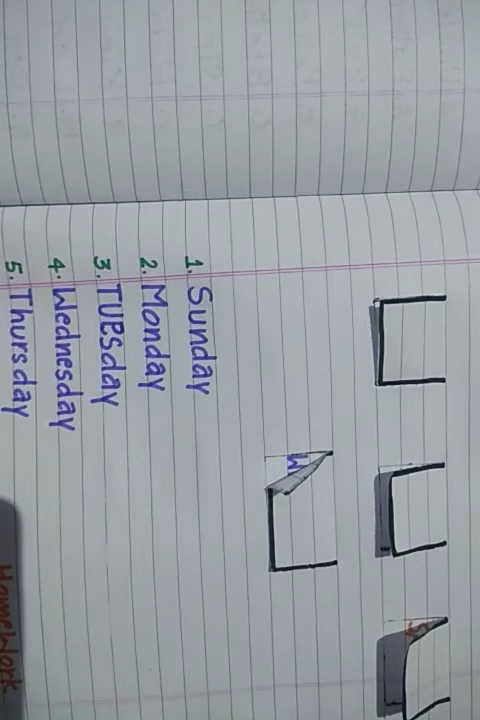 1. Sunday
2. Monday
3. TUESday
4. Wednesday
5. Thursday
HomeWork